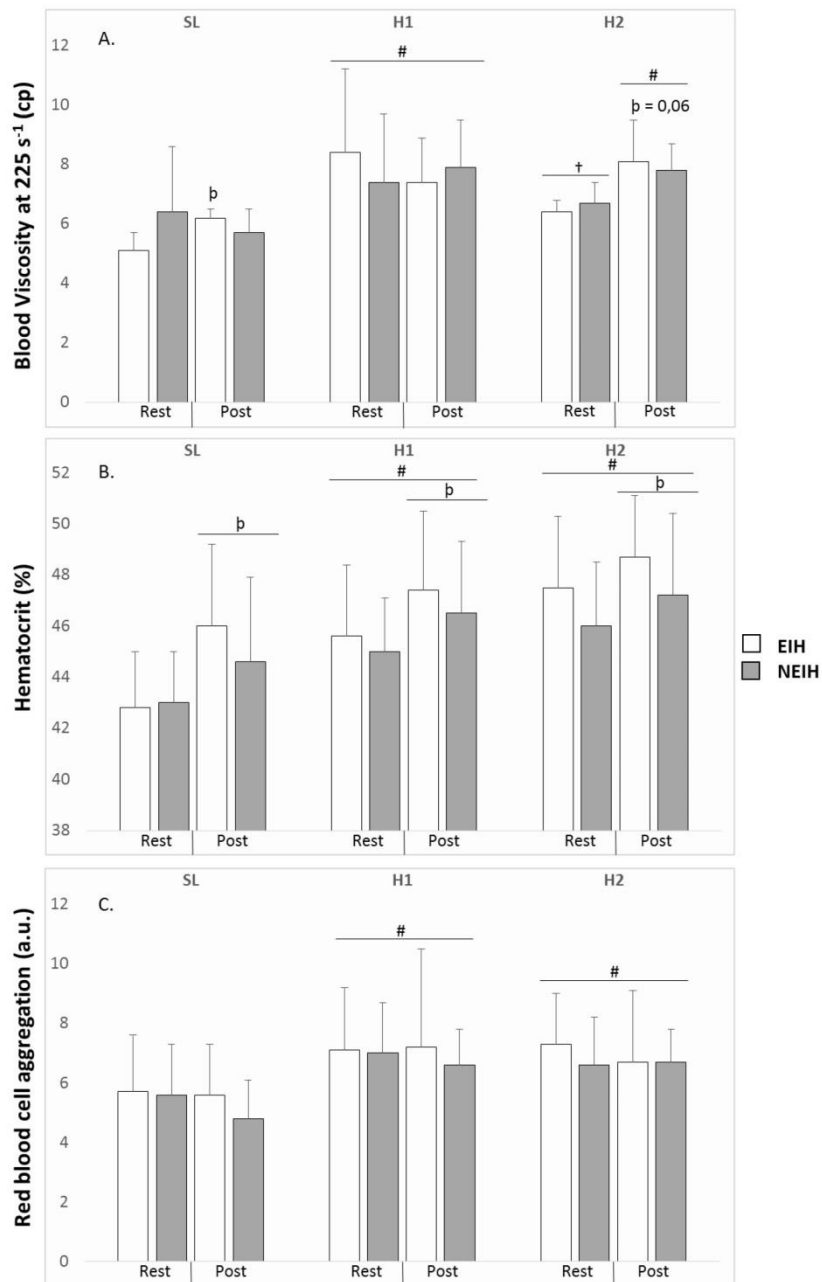 SL H1 H2
A.
12
10
8
6
4
2
0
Blood Viscosity at 225 s⁻¹ (cp)
þ
#
#
þ = 0,06
†
Rest Post Rest Post Rest Post
SL H1 H2
B.
52
50
48
46
44
42
40
38
Hematocrit (%)
þ
#
þ
#
þ
Rest Post Rest Post Rest Post
EIH
NEIH
SL H1 H2
C.
12
10
8
6
4
2
0
Red blood cell aggregation (a.u.)
#
#
Rest Post Rest Post Rest Post